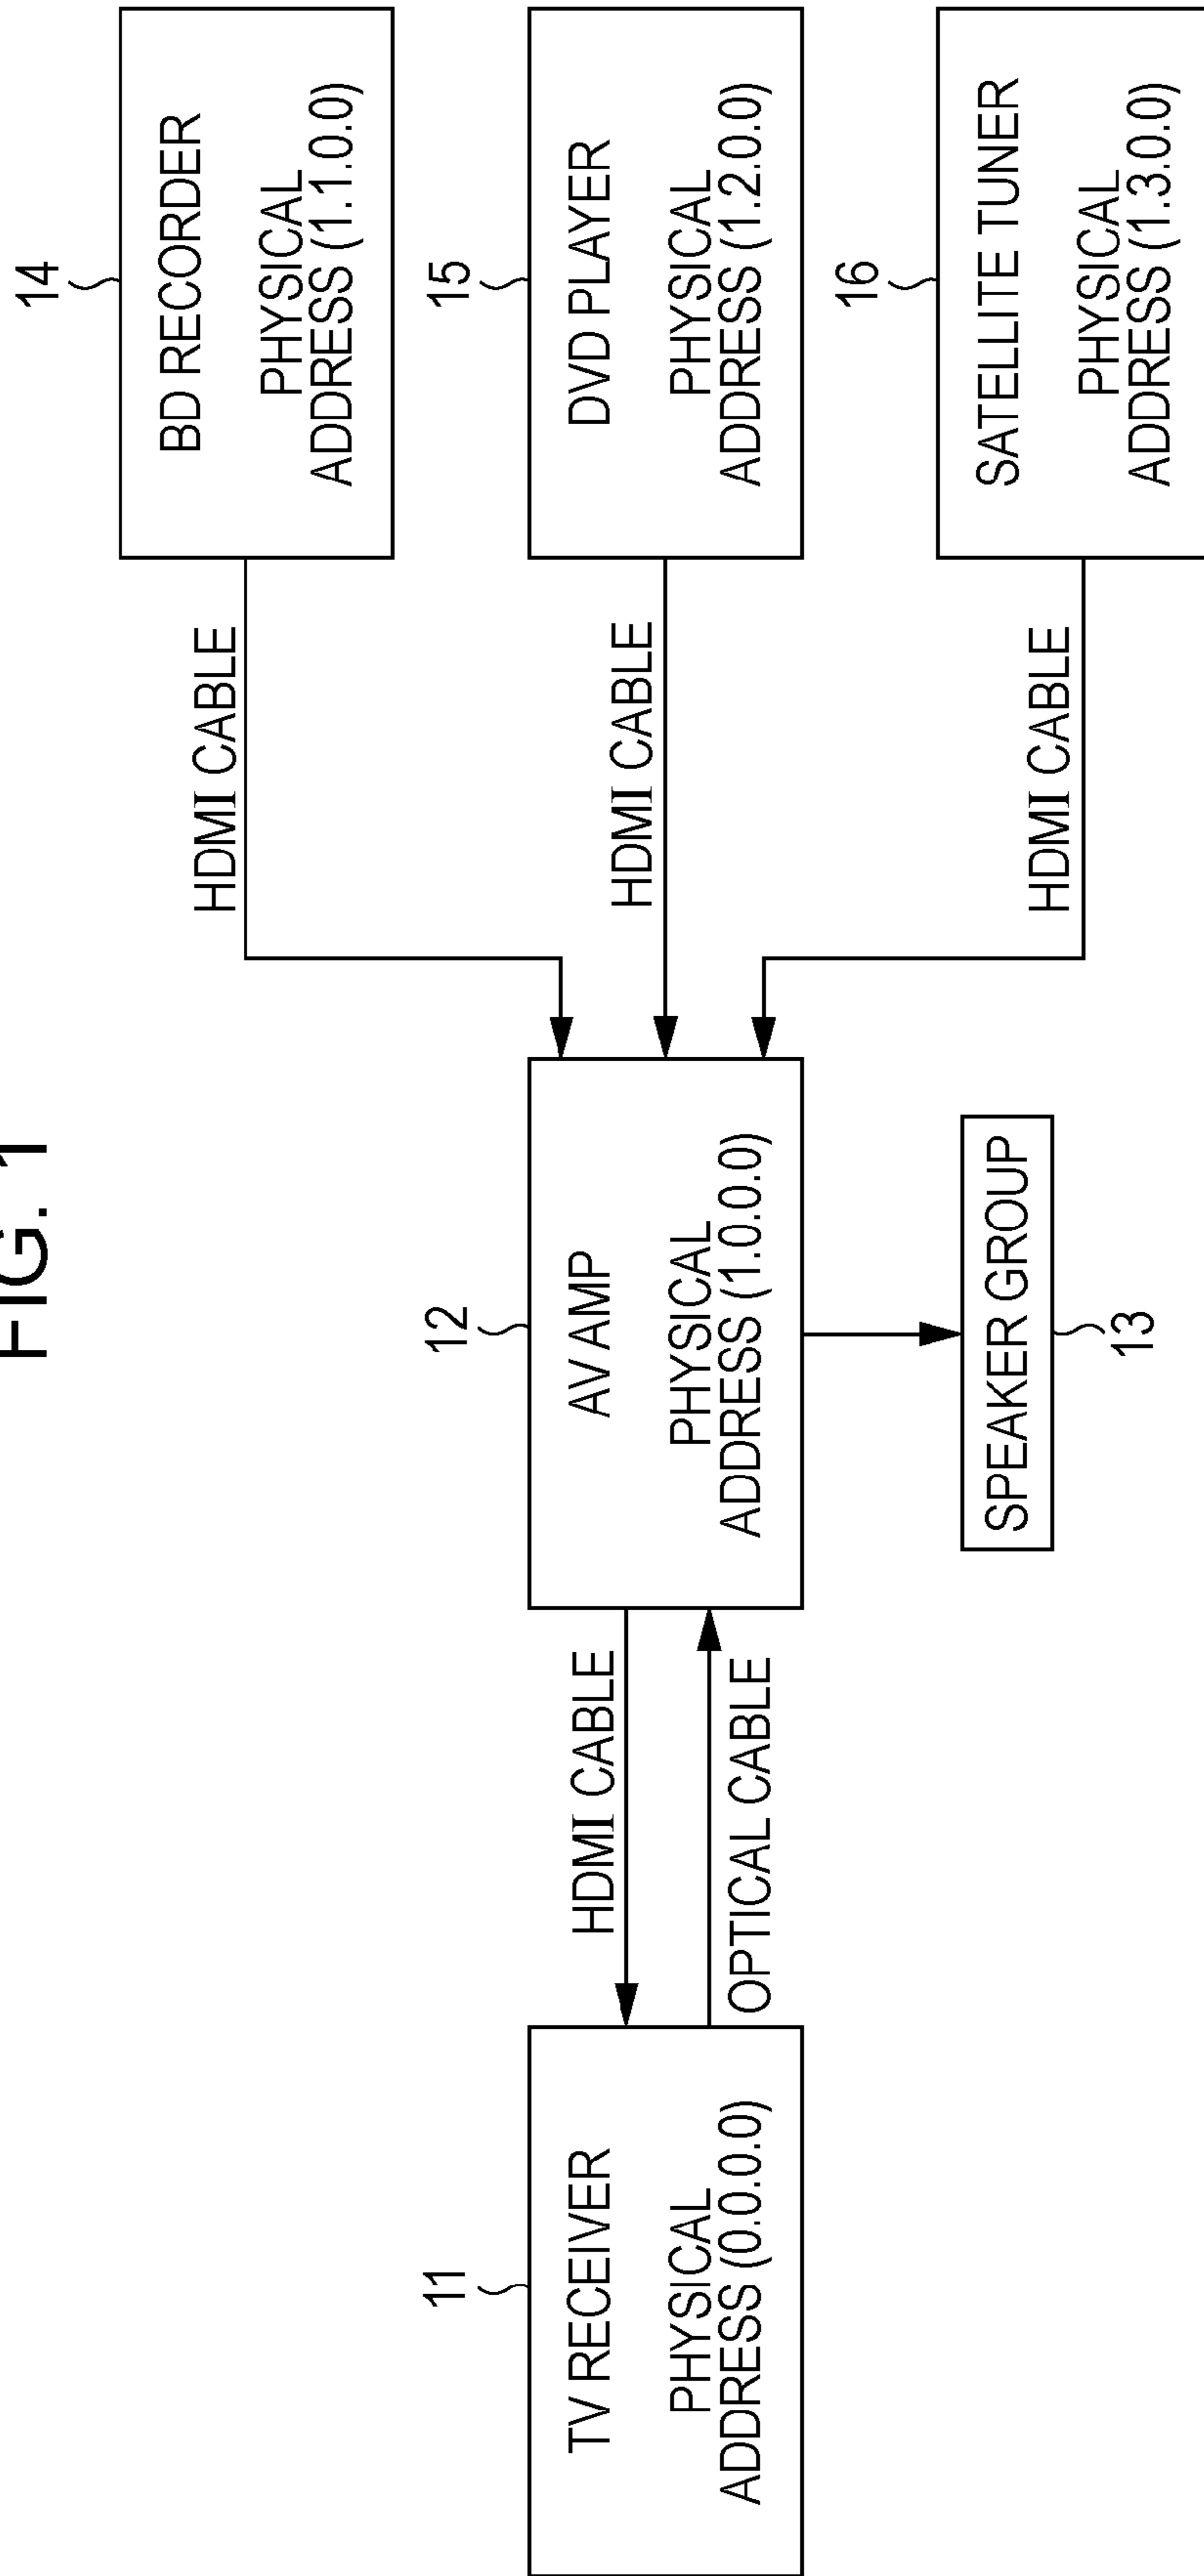 FIG. 1
11
TV RECEIVER
PHYSICAL
ADDRESS (0.0.0.0)
HDMI CABLE
OPTICAL CABLE
12
AV AMP
PHYSICAL
ADDRESS (1.0.0.0)
SPEAKER GROUP
13
HDMI CABLE
14
BD RECORDER
PHYSICAL
ADDRESS (1.1.0.0)
HDMI CABLE
15
DVD PLAYER
PHYSICAL
ADDRESS (1.2.0.0)
HDMI CABLE
16
SATELLITE TUNER
PHYSICAL
ADDRESS (1.3.0.0)